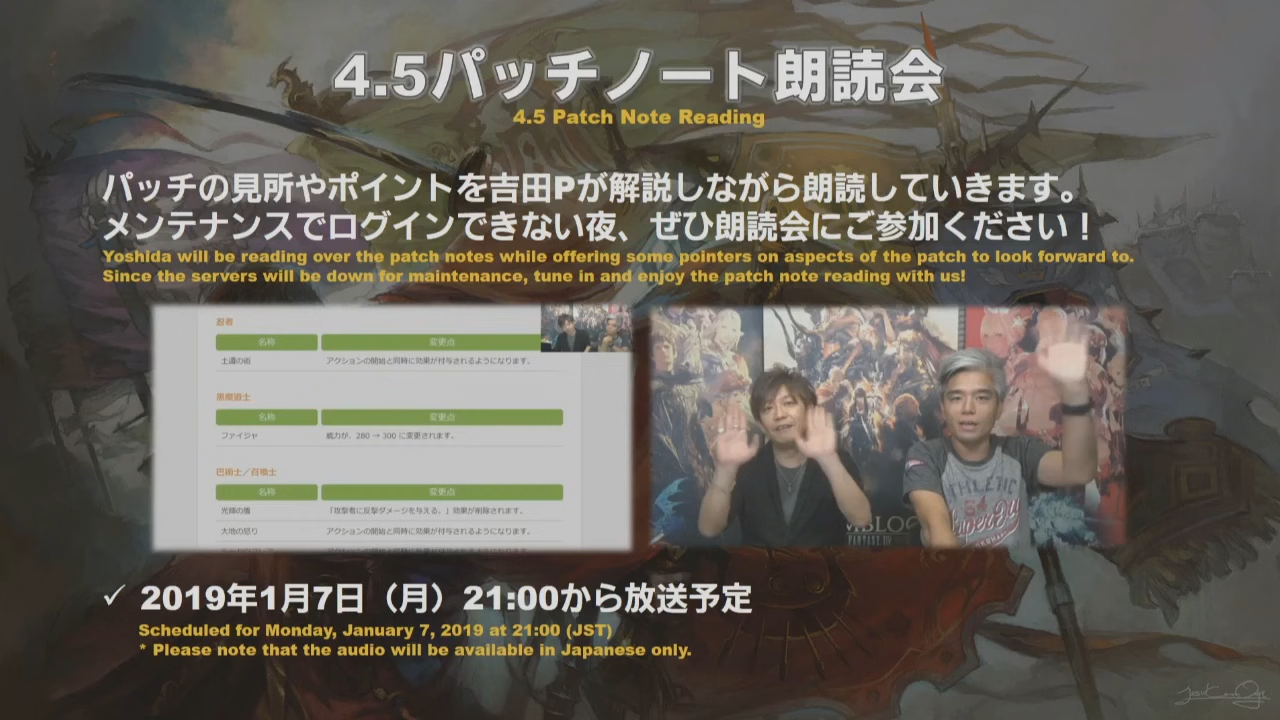 4.5パッチノート朗読会
4.5 Patch Note Reading
パッチの見所やポイントを吉田Pが解説しながら朗読していきます。
メンテナンスでログインできない夜、ぜひ朗読会にご参加ください！
Yoshida will be reading over the patch notes while offering some pointers on aspects of the patch to look forward to.
Since the servers will be down for maintenance, tune in and enjoy the patch note reading with us!
忍者
名称 変更点
土遁の術 アクションの開始と同時に効果が付与されるようになります。
黒魔道士
名称 変更点
ファイジャ 威力が、280 → 300 に変更されます。
巴術士／召喚士
名称 変更点
光輝の盾 「攻撃者に反撃ダメージを与える。」効果が削除されます。
大地の怒り アクションの開始と同時に効果が付与されるようになります。
ATHLETIC
✓ 2019年1月7日（月）21:00から放送予定
Scheduled for Monday, January 7, 2019 at 21:00 (JST)
* Please note that the audio will be available in Japanese only.